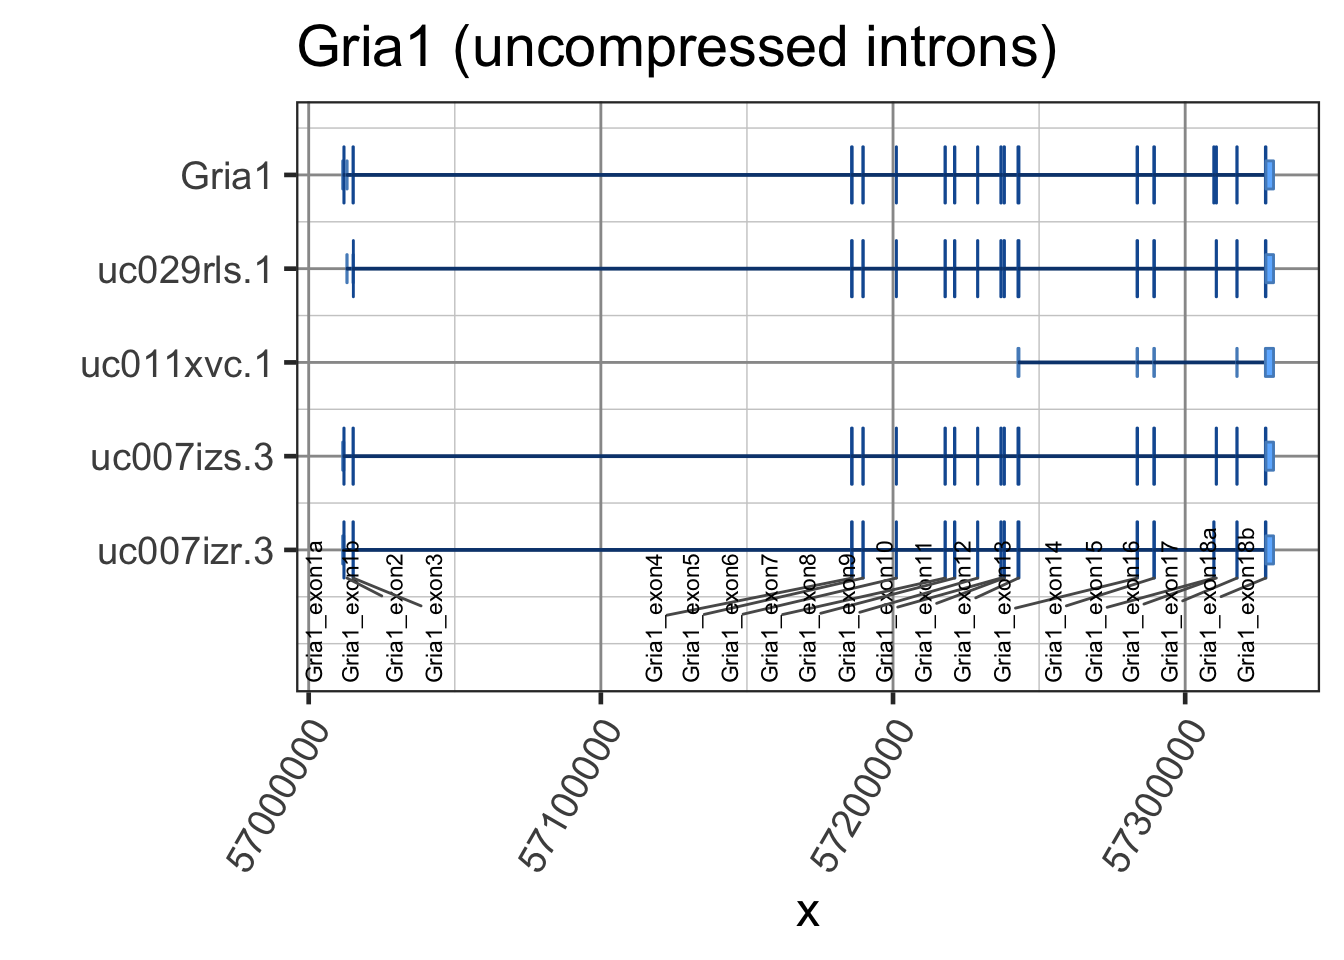 Gria1 (uncompressed introns)
Gria1
uc029rls.1
uc011xvc.1
uc007izs.3
uc007izr.3
Gria1_exon1a
Gria1_exon1b
Gria1_exon2
Gria1_exon3
Gria1_exon4
Gria1_exon5
Gria1_exon6
Gria1_exon7
Gria1_exon8
Gria1_exon9
Gria1_exon10
Gria1_exon11
Gria1_exon12
Gria1_exon13
Gria1_exon14
Gria1_exon15
Gria1_exon16
Gria1_exon17
Gria1_exon18a
Gria1_exon18b
57000000
57100000
57200000
57300000
x